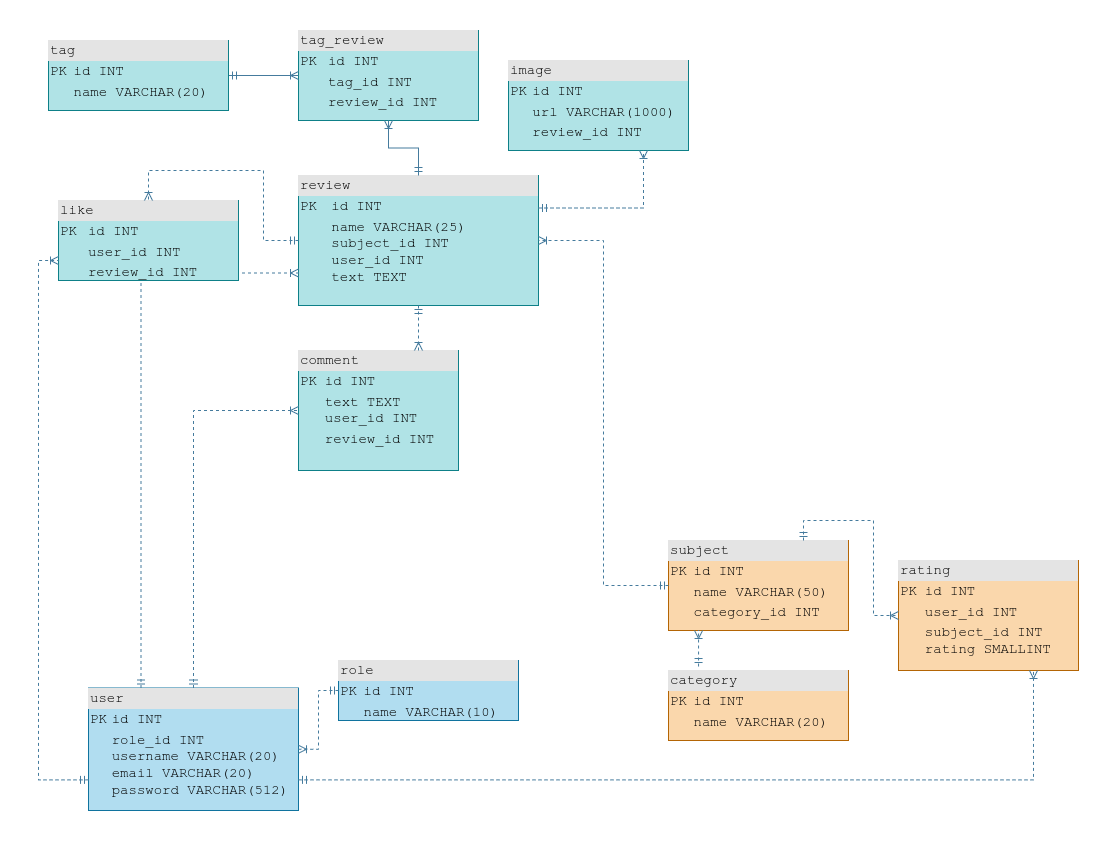 tag
PK id INT
name VARCHAR(20)
tag_review
PK id INT
tag_id INT
review_id INT
image
PK id INT
url VARCHAR(1000)
review_id INT
like
PK id INT
user_id INT
review_id INT
review
PK id INT
name VARCHAR(25)
subject_id INT
user_id INT
text TEXT
comment
PK id INT
text TEXT
user_id INT
review_id INT
subject
PK id INT
name VARCHAR(50)
category_id INT
rating
PK id INT
user_id INT
subject_id INT
rating SMALLINT
category
PK id INT
name VARCHAR(20)
role
PK id INT
name VARCHAR(10)
user
PK id INT
role_id INT
username VARCHAR(20)
email VARCHAR(20)
password VARCHAR(512)